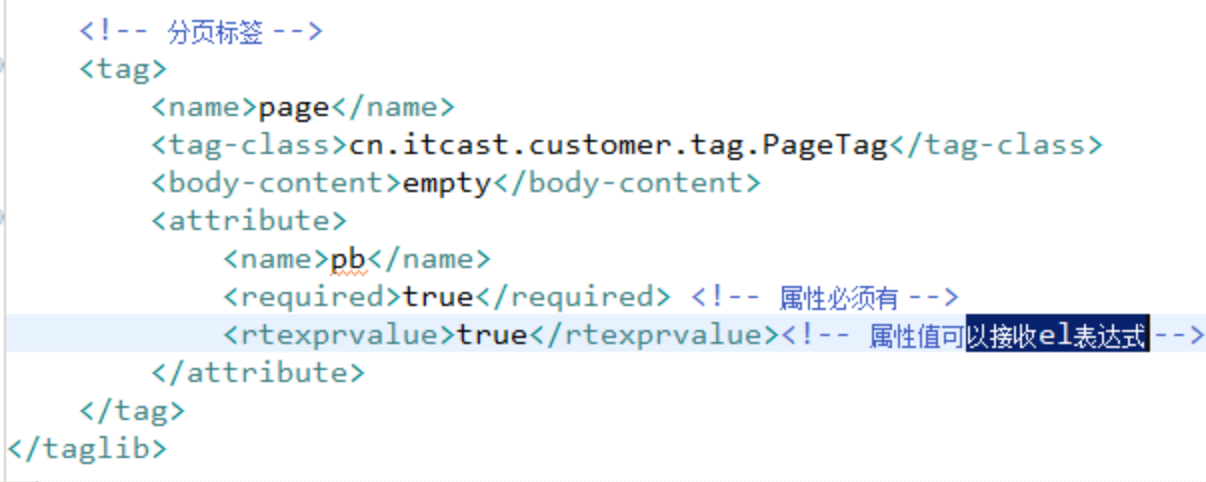 <!-- 分页标签 -->
<tag>
<name>page</name>
<tag-class>cn.itcast.customer.tag.PageTag</tag-class>
<body-content>empty</body-content>
<attribute>
<name>pb</name>
<required>true</required> <!-- 属性必须有 -->
<rtexprvalue>true</rtexprvalue><!-- 属性值可以接收el表达式 -->
</attribute>
</tag>
</taglib>